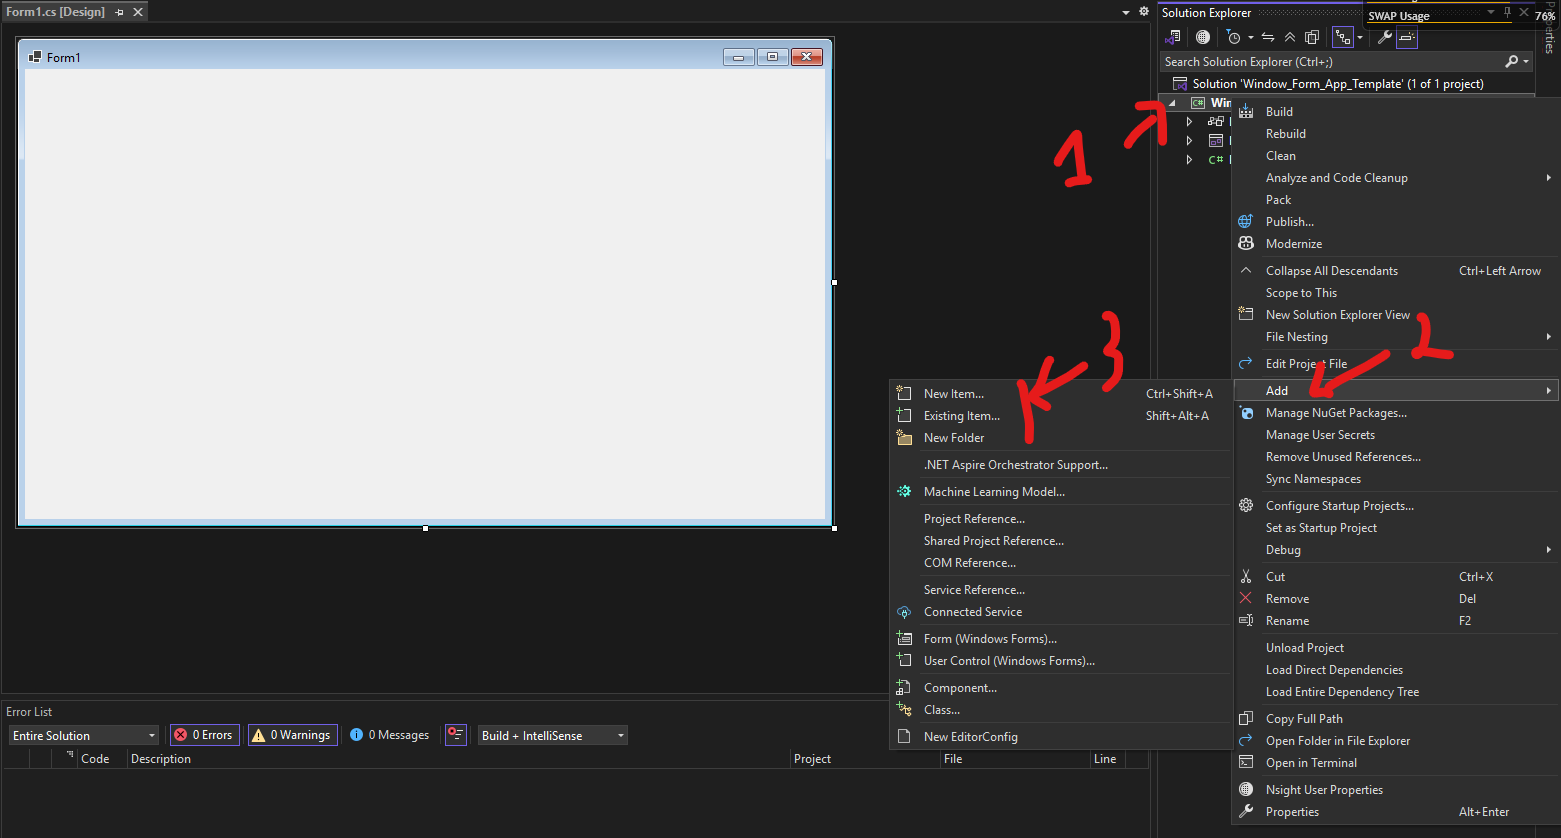 Form1.cs [Design]
Form1
Solution Explorer
SWAP Usage
76%
Properties
Search Solution Explorer (Ctrl+;)
Solution 'Window_Form_App_Template' (1 of 1 project)
C# Win
C#
1
2
3
Build
Rebuild
Clean
Analyze and Code Cleanup
Pack
Publish...
Modernize
Collapse All Descendants Ctrl+Left Arrow
Scope to This
New Solution Explorer View
File Nesting
Edit Project File
Add
Manage NuGet Packages...
Manage User Secrets
Remove Unused References...
Sync Namespaces
Configure Startup Projects...
Set as Startup Project
Debug
Cut Ctrl+X
Remove Del
Rename F2
Unload Project
Load Direct Dependencies
Load Entire Dependency Tree
Copy Full Path
Open Folder in File Explorer
Open in Terminal
Nsight User Properties
Properties Alt+Enter
New Item... Ctrl+Shift+A
Existing Item... Shift+Alt+A
New Folder
.NET Aspire Orchestrator Support...
Machine Learning Model...
Project Reference...
Shared Project Reference...
COM Reference...
Service Reference...
Connected Service
Form (Windows Forms)...
User Control (Windows Forms)...
Component...
Class...
New EditorConfig
Error List
Entire Solution 0 Errors 0 Warnings 0 Messages Build + IntelliSense
Code Description Project File Line